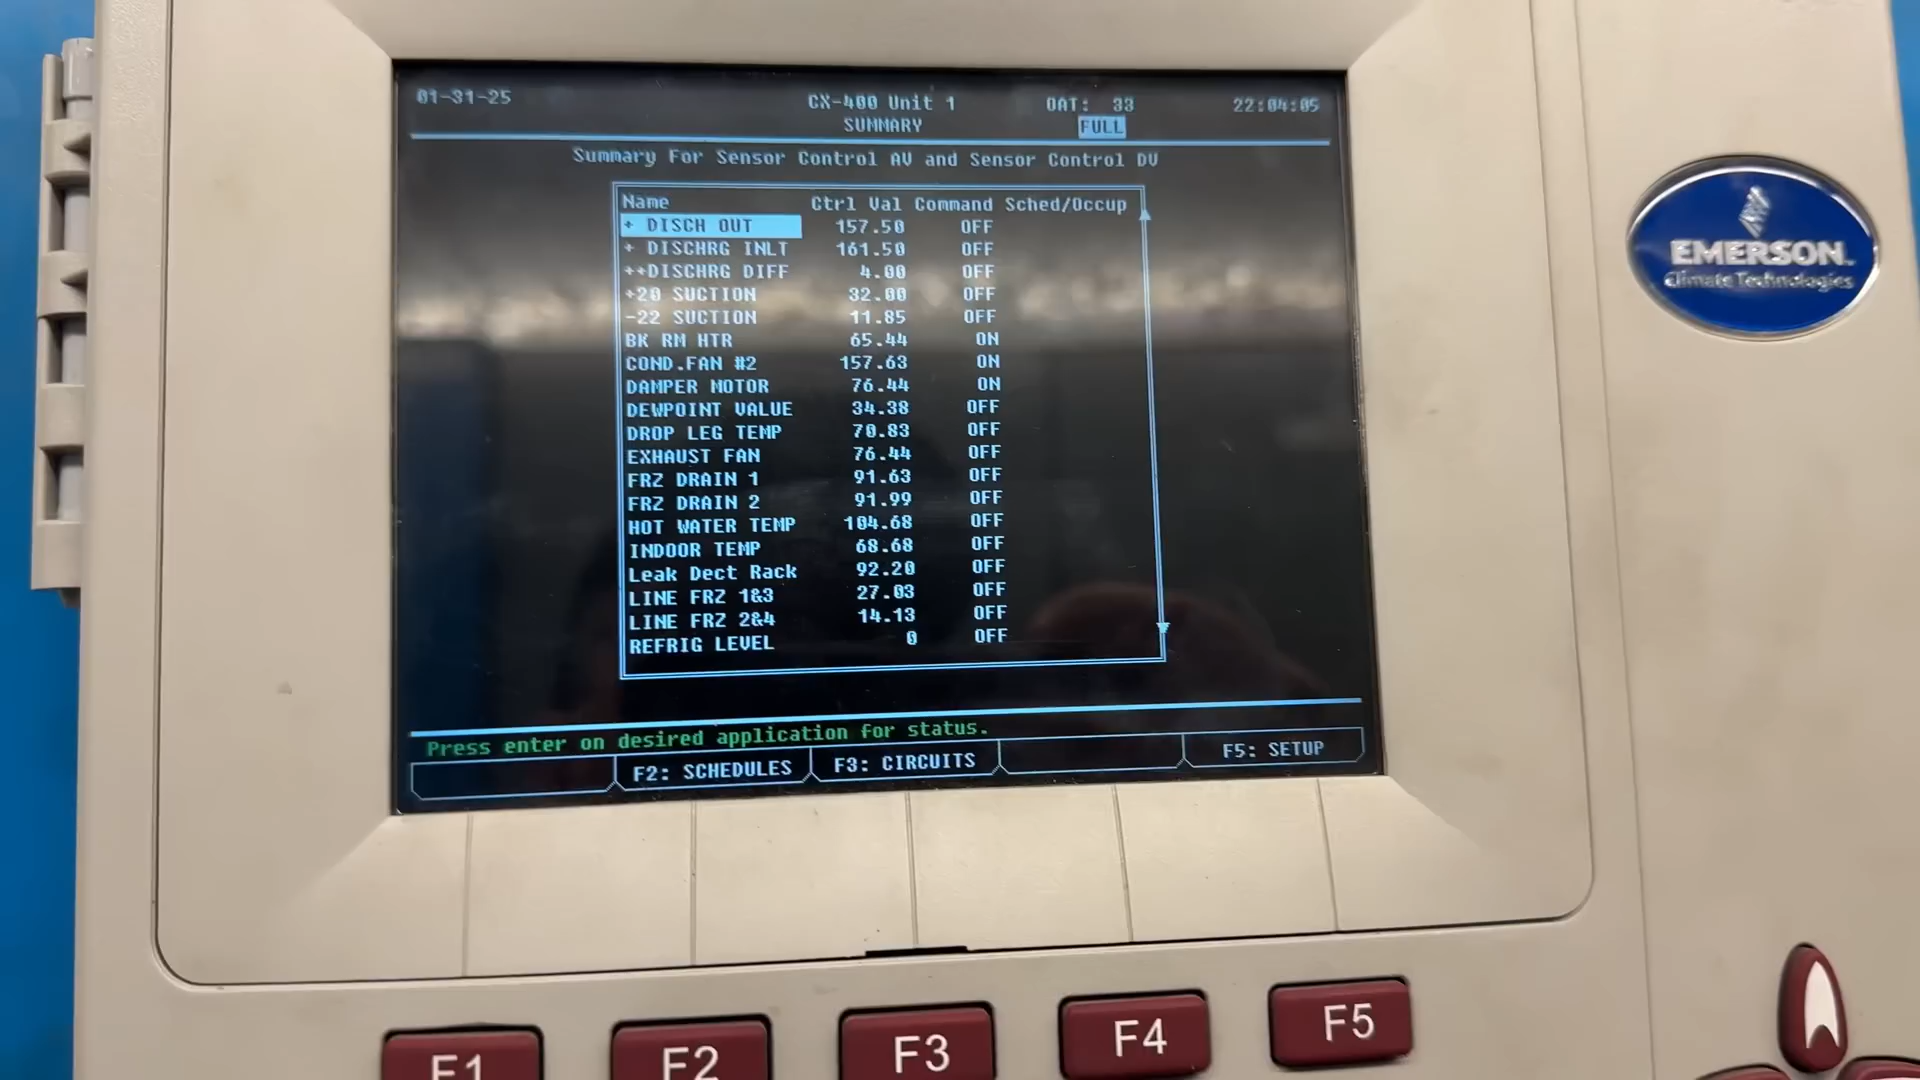 01-31-25 CX-400 Unit 1 OAT: 33 22:04:05
SUMMARY FULL
Summary For Sensor Control AV and Sensor Control DV
Name Ctrl Val Command Sched/Occup
+ DISCH OUT 157.50 OFF
+ DISCHRG INLT 161.50 OFF
++DISCHRG DIFF 4.00 OFF
+20 SUCTION 32.00 OFF
-22 SUCTION 11.85 OFF
BK RM HTR 65.44 ON
COND.FAN #2 157.63 ON
DAMPER MOTOR 76.44 ON
DEWPOINT VALUE 34.38 OFF
DROP LEG TEMP 70.83 OFF
EXHAUST FAN 76.44 OFF
FRZ DRAIN 1 91.63 OFF
FRZ DRAIN 2 91.99 OFF
HOT WATER TEMP 104.68 OFF
INDOOR TEMP 68.68 OFF
Leak Dect Rack 92.20 OFF
LINE FRZ 1&3 27.03 OFF
LINE FRZ 2&4 14.13 OFF
REFRIG LEVEL 0 OFF
Press enter on desired application for status.
F2: SCHEDULES F3: CIRCUITS F5: SETUP
EMERSON.
Climate Technologies
F1 F2 F3 F4 F5